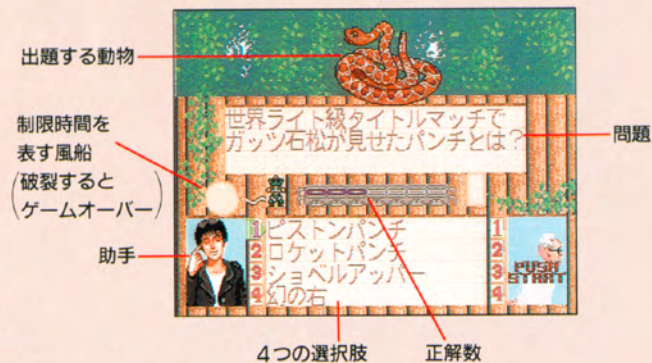 出題する動物
世界ライト級タイトルマッチで
ガッツ石松が見せたパンチとは？
問題
制限時間を
表す風船
(破裂すると
ゲームオーバー)
助手
1 ピストンパンチ
2 ロケットパンチ
3 ショベルアッパー
4 幻の右
1
2
3
4
PUSH
START
4つの選択肢
正解数